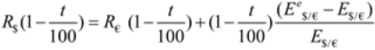 R$(1 − t/100) = R€ (1 − t/100) + (1 − t/100) (Eᵉ$/€ − E$/€)/E$/€